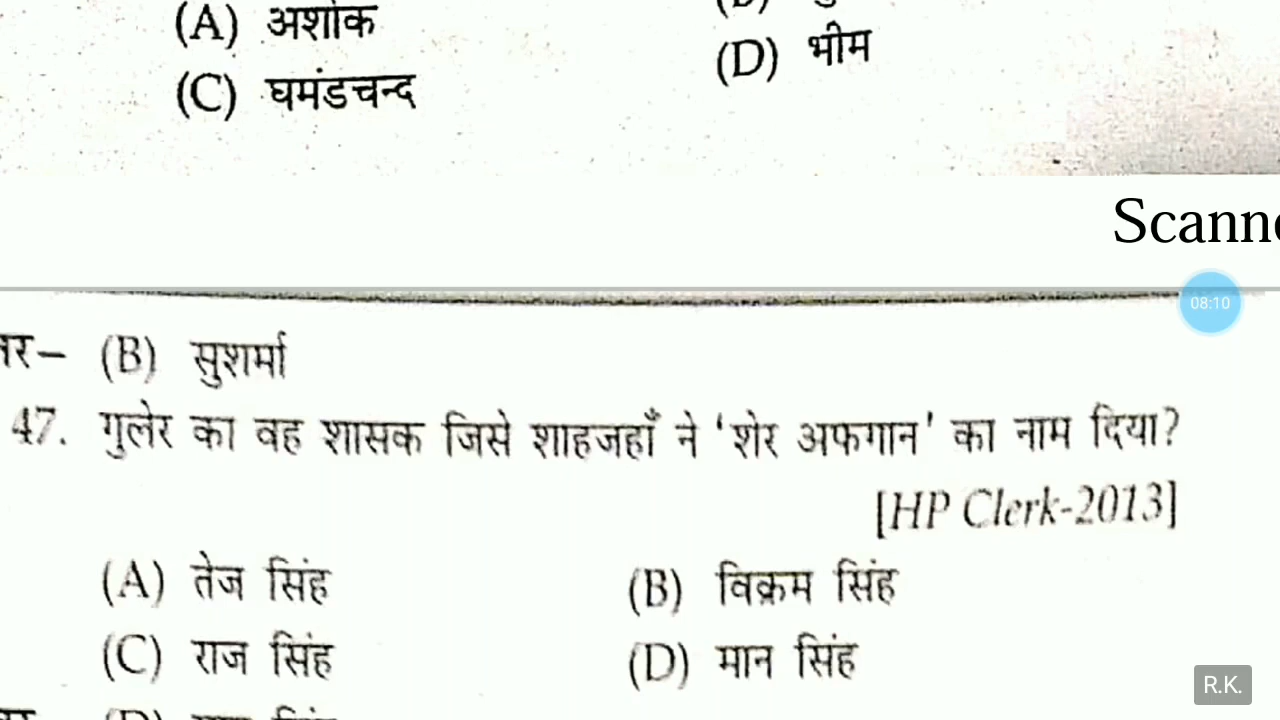 (A) अशोक
(D) भीम
(C) घमंडचन्द
Scann
08:10
(B) सुशर्मा
47. गुलेर का वह शासक जिसे शाहजहाँ ने ‘शेर अफगान’ का नाम दिया?
[HP Clerk-2013]
(A) तेज सिंह (B) विक्रम सिंह
(C) राज सिंह (D) मान सिंह
R.K.